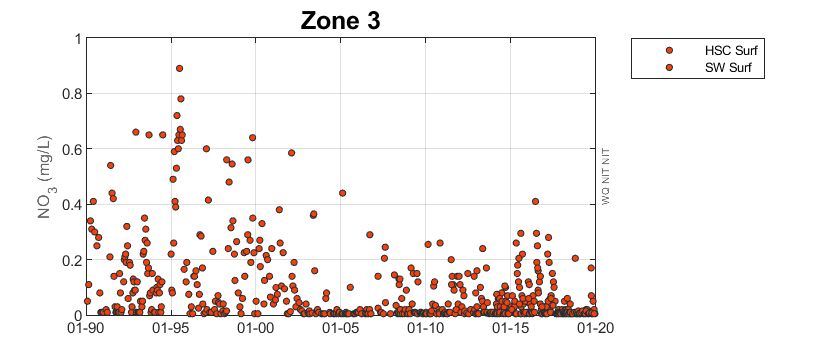 Zone 3
1
0.8
0.6
0.4
0.2
0
NO3 (mg/L)
01-90 01-95 01-00 01-05 01-10 01-15 01-20
HSC Surf
SW Surf
WQ NIT NIT